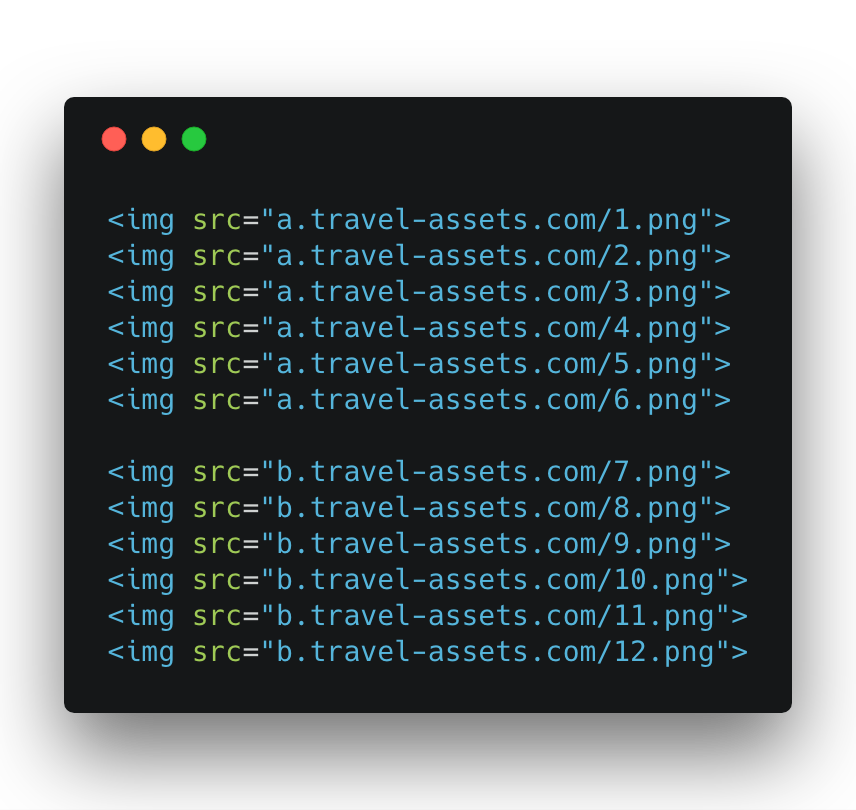 <img src="a.travel-assets.com/1.png">
<img src="a.travel-assets.com/2.png">
<img src="a.travel-assets.com/3.png">
<img src="a.travel-assets.com/4.png">
<img src="a.travel-assets.com/5.png">
<img src="a.travel-assets.com/6.png">
<img src="b.travel-assets.com/7.png">
<img src="b.travel-assets.com/8.png">
<img src="b.travel-assets.com/9.png">
<img src="b.travel-assets.com/10.png">
<img src="b.travel-assets.com/11.png">
<img src="b.travel-assets.com/12.png">